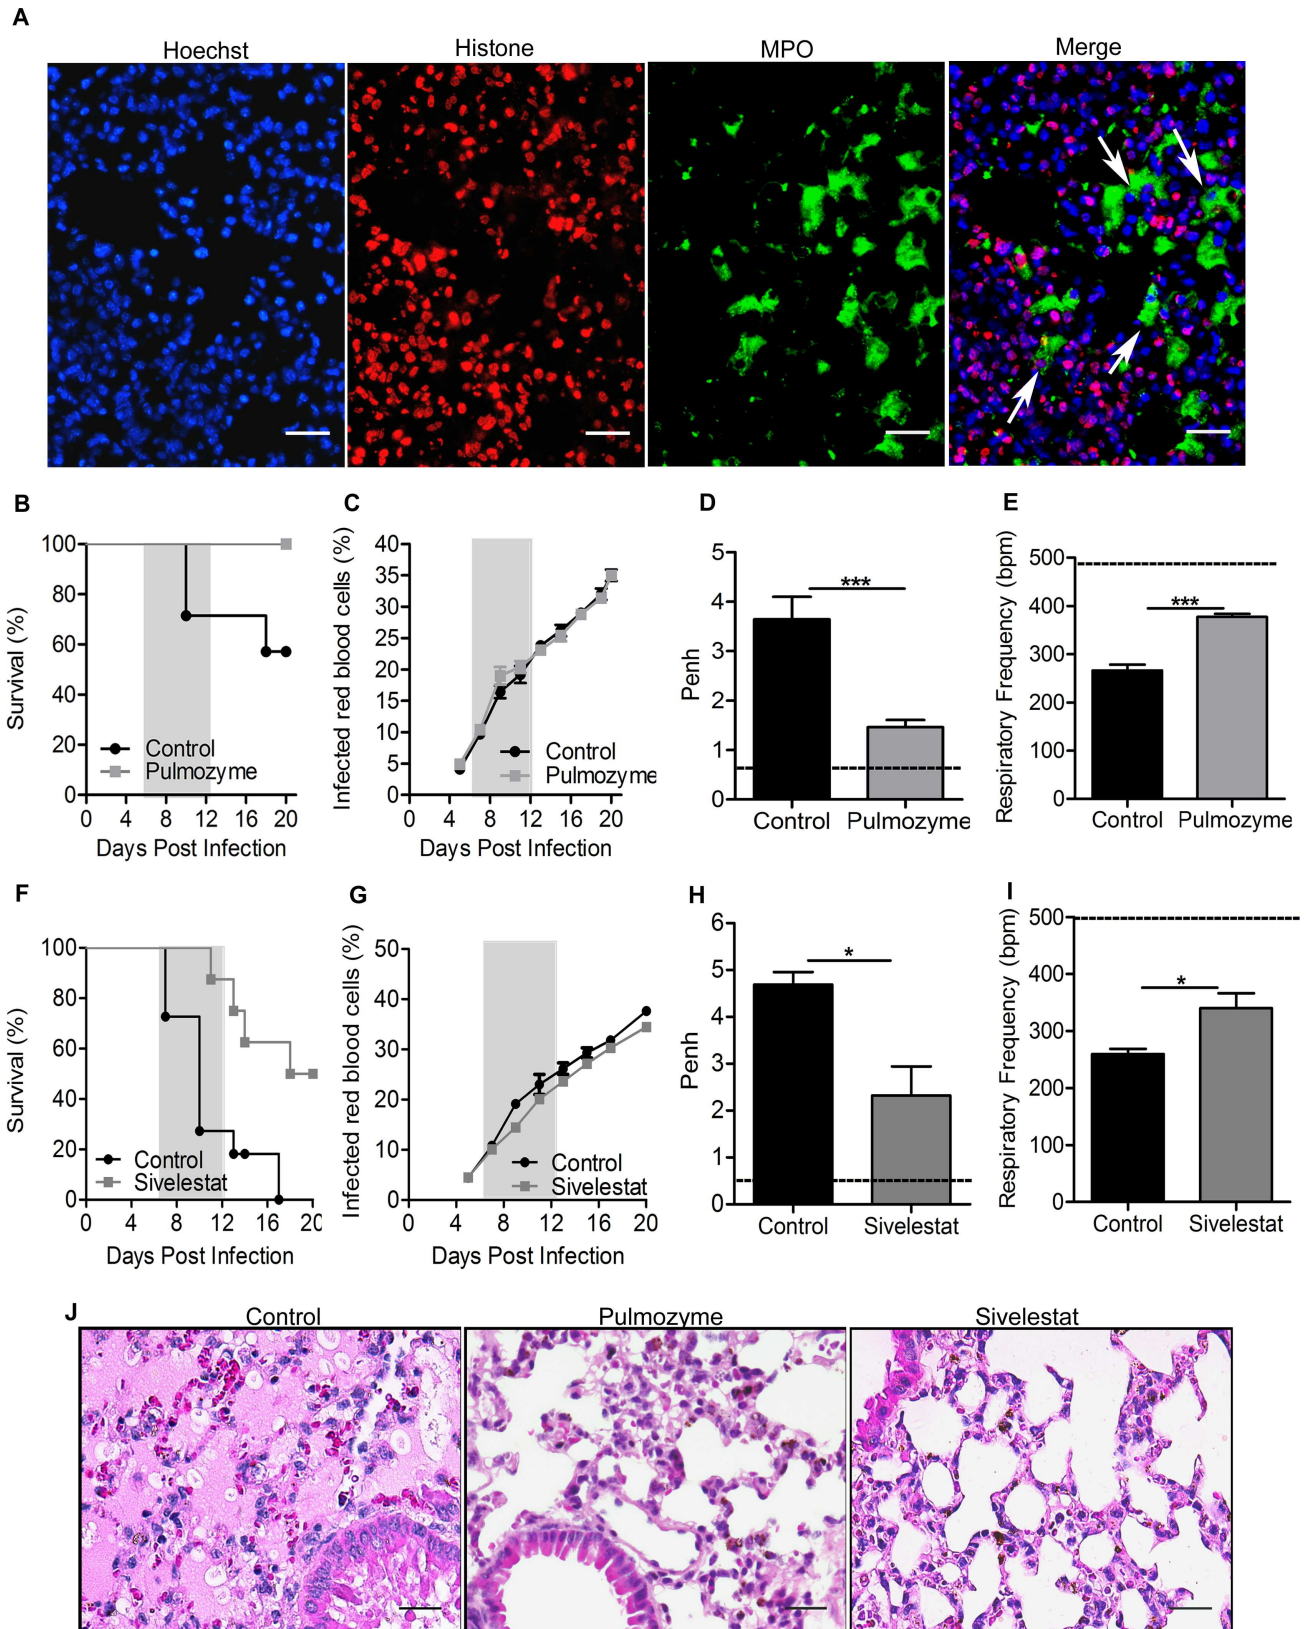 A
Hoechst Histone MPO Merge
B C D E
Survival (%)
100
80
60
40
20
0
Control
Pulmozyme
0 4 8 12 16 20
Days Post Infection
Infected red blood cells (%)
40
35
30
25
20
15
10
5
0
Control
Pulmozyme
0 4 8 12 16 20
Days Post Infection
Penh
5
4
3
2
1
0
***
Control Pulmozyme
Respiratory Frequency (bpm)
500
400
300
200
100
0
***
Control Pulmozyme
F G H I
Survival (%)
100
80
60
40
20
0
Control
Sivelestat
0 4 8 12 16 20
Days Post Infection
Infected red blood cells (%)
50
40
30
20
10
0
Control
Sivelestat
0 4 8 12 16 20
Days Post Infection
Penh
6
5
4
3
2
1
0
*
Control Sivelestat
Respiratory Frequency (bpm)
500
400
300
200
100
0
*
Control Sivelestat
J
Control Pulmozyme Sivelestat